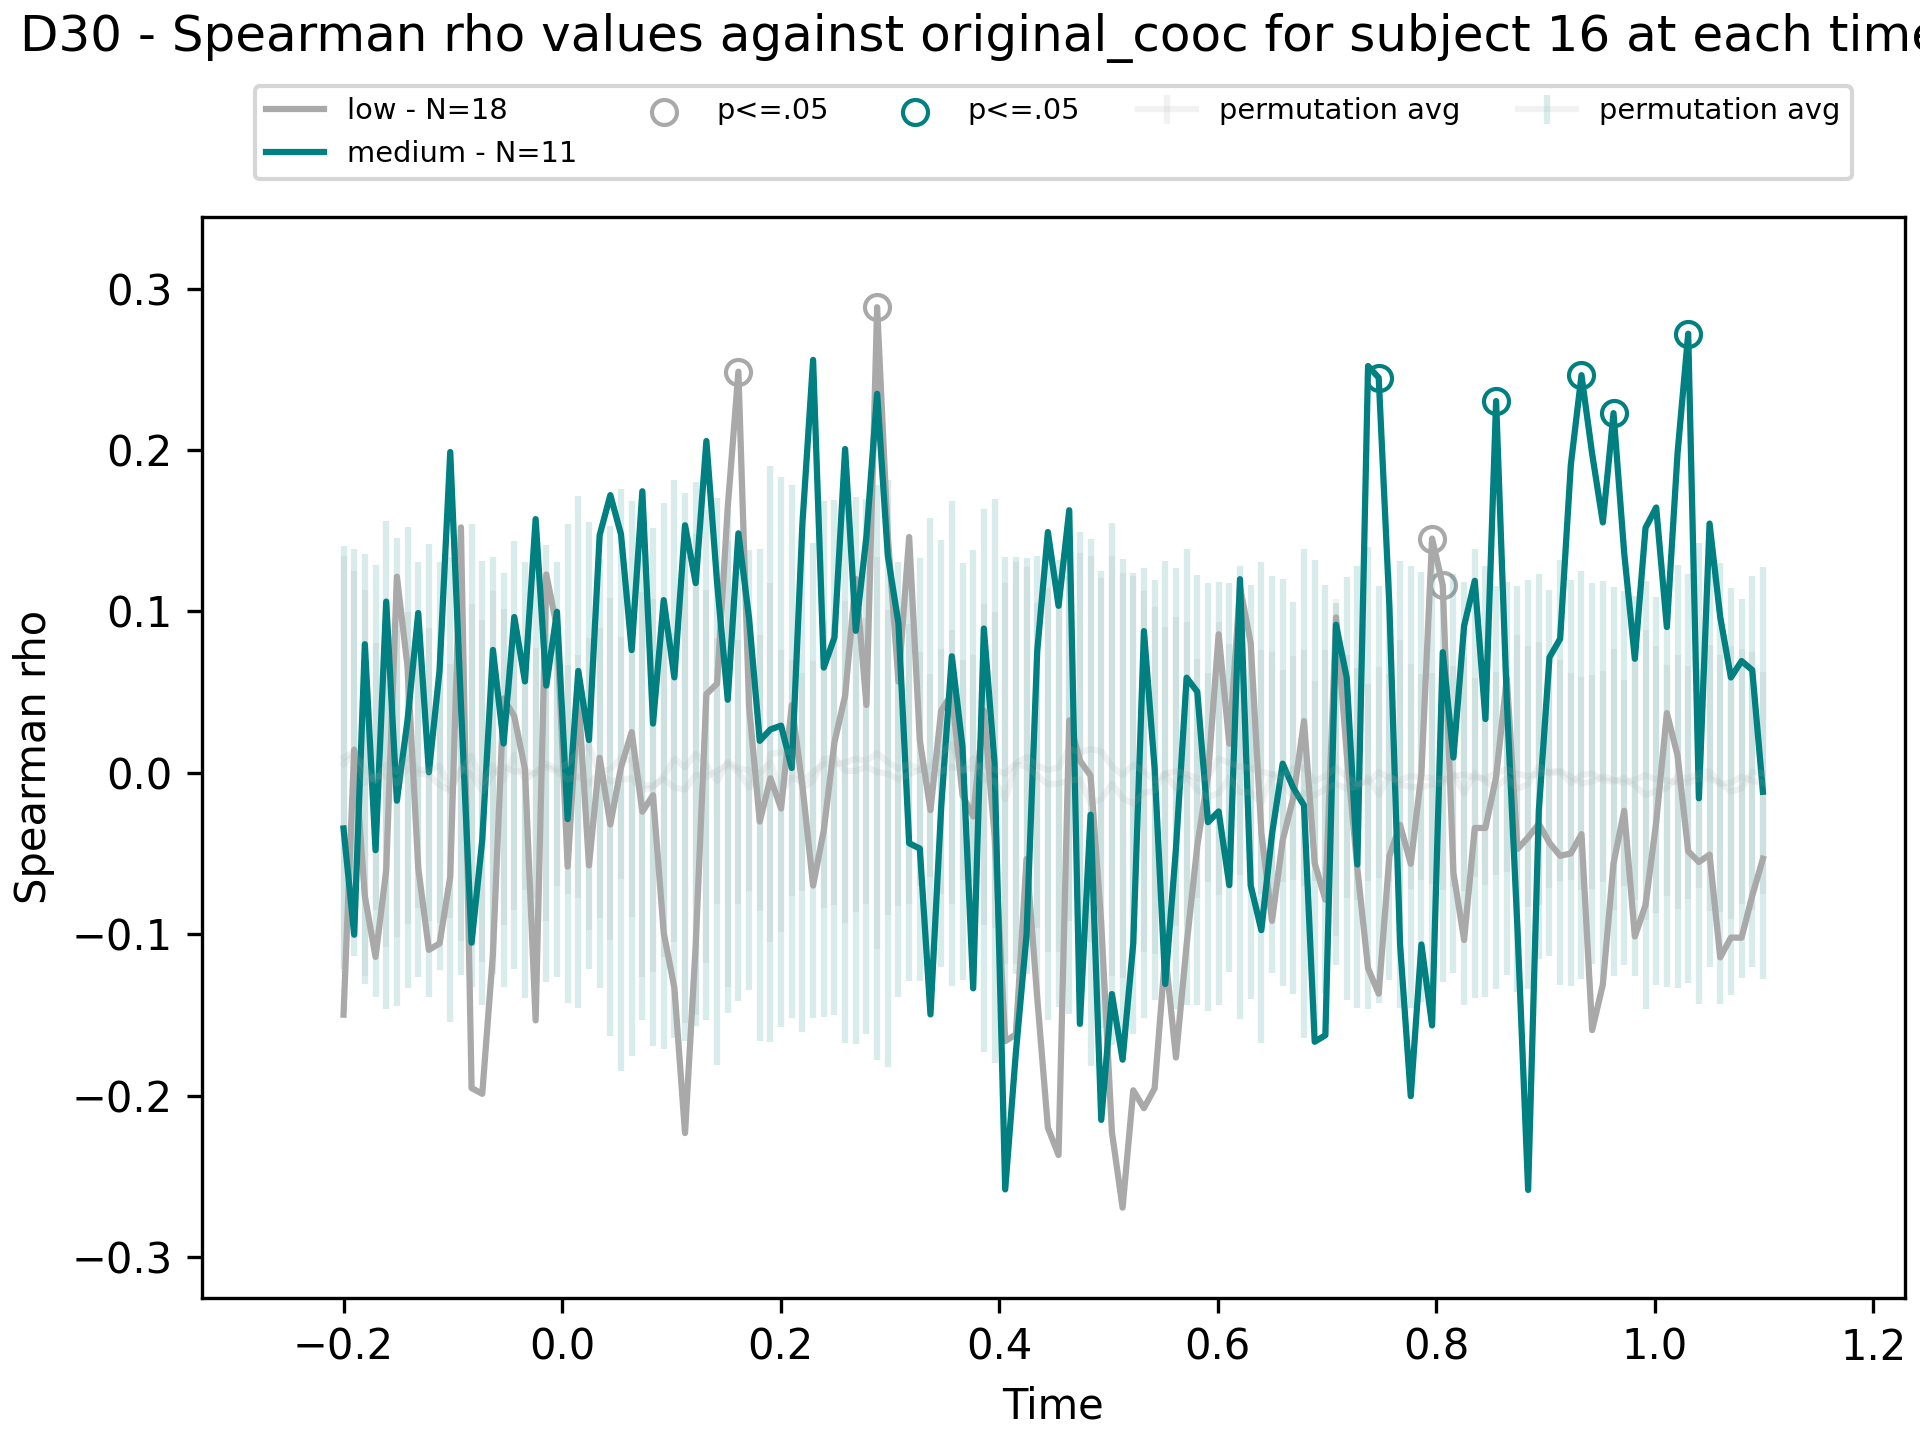 D30 - Spearman rho values against original_cooc for subject 16 at each time
low - N=18
medium - N=11
p<=.05
p<=.05
permutation avg
permutation avg
Spearman rho
0.3
0.2
0.1
0.0
−0.1
−0.2
−0.3
−0.2
0.0
0.2
0.4
0.6
0.8
1.0
1.2
Time